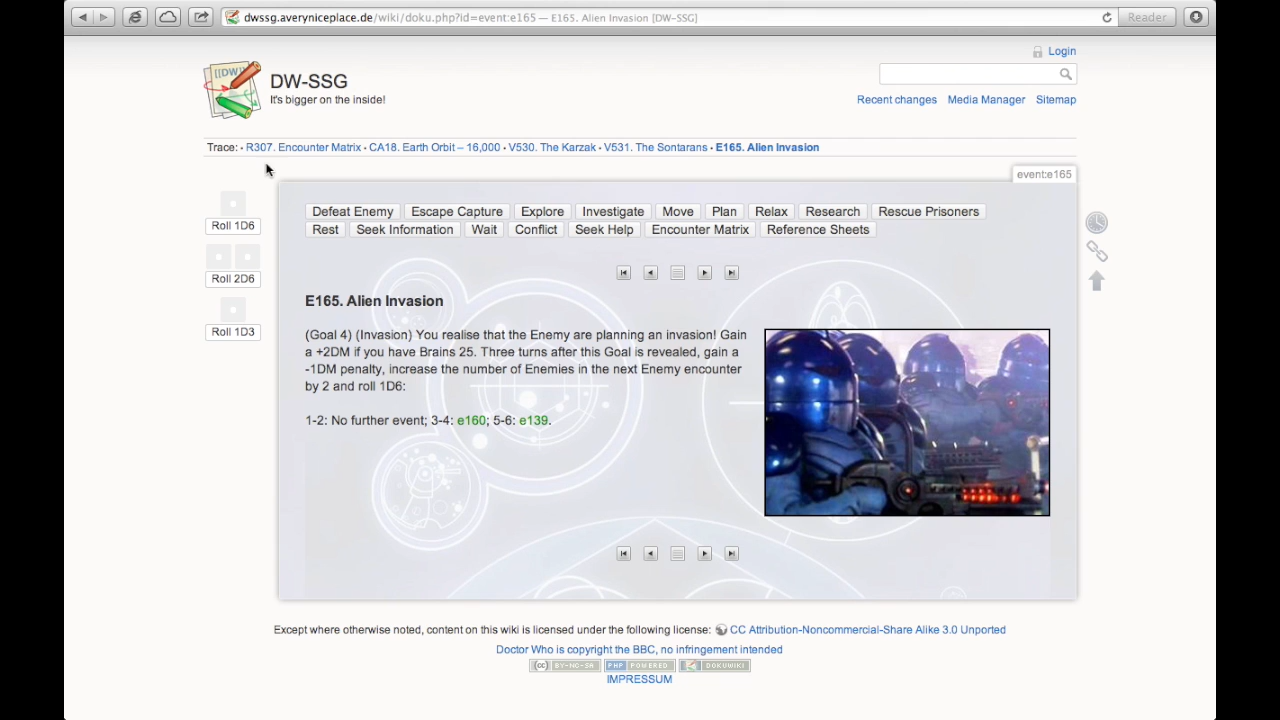 dwssg.averyniceplace.de/wiki/doku.php?id=event:e165 — E165. Alien Invasion [DW-SSG]
Reader
Login
[[DW]]
DW-SSG
It's bigger on the inside!
Recent changes Media Manager Sitemap
Trace: • R307. Encounter Matrix • CA18. Earth Orbit – 16,000 • V530. The Karzak • V531. The Sontarans • E165. Alien Invasion
event:e165
Defeat Enemy Escape Capture Explore Investigate Move Plan Relax Research Rescue Prisoners
Rest Seek Information Wait Conflict Seek Help Encounter Matrix Reference Sheets
Roll 1D6
Roll 2D6
Roll 1D3
E165. Alien Invasion
(Goal 4) (Invasion) You realise that the Enemy are planning an invasion! Gain
a +2DM if you have Brains 25. Three turns after this Goal is revealed, gain a
-1DM penalty, increase the number of Enemies in the next Enemy encounter
by 2 and roll 1D6:
1-2: No further event; 3-4: e160; 5-6: e139.
Except where otherwise noted, content on this wiki is licensed under the following license: CC Attribution-Noncommercial-Share Alike 3.0 Unported
Doctor Who is copyright the BBC, no infringement intended
(cc) BY-NC-SA PHP POWERED DOKUWIKI
IMPRESSUM